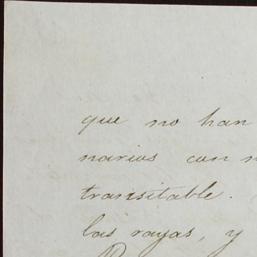 que no han
narios con
transitable.
las rayas, y